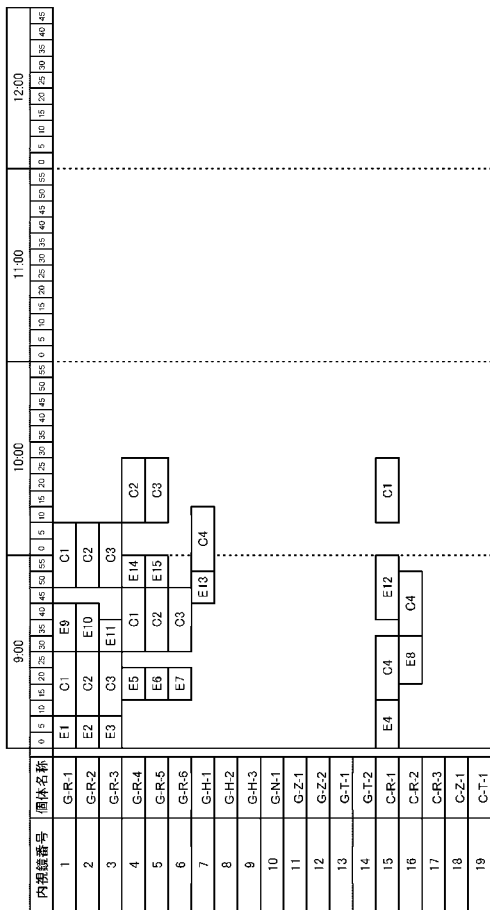 内視鏡番号 個体名称 9:00 10:00 11:00 12:00
0 5 10 15 20 25 30 35 40 45 50 55 0 5 10 15 20 25 30 35 40 45 50 55 0 5 10 15 20 25 30 35 40 45 50 55 0 5 10 15 20 25 30 35 40 45
1 G-R-1 E1 C1 E9 C1
2 G-R-2 E2 C2 E10 C2
3 G-R-3 E3 C3 E11 C3
4 G-R-4 E5 C1 E14 C2
5 G-R-5 E6 C2 E15 C3
6 G-R-6 E7 C3
7 G-H-1 E13 C4
8 G-H-2
9 G-H-3
10 G-N-1
11 G-Z-1
12 G-Z-2
13 G-T-1
14 G-T-2
15 C-R-1 E4 C4 E12 C1
16 C-R-2 E8 C4
17 C-R-3
18 C-Z-1
19 C-T-1